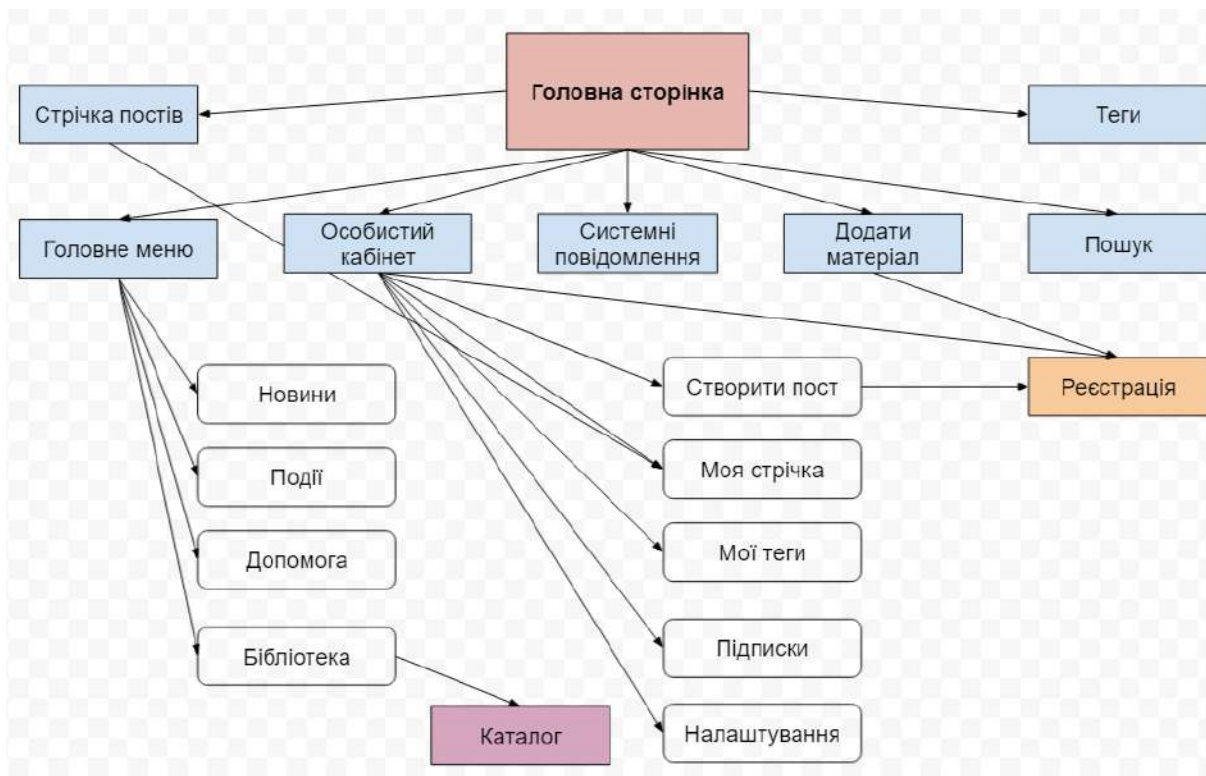 Головна сторінка
Стрічка постів
Теги
Головне меню
Особистий
кабінет
Системні
повідомлення
Додати
матеріал
Пошук
Новини
Створити пост
Реєстрація
Події
Моя стрічка
Допомога
Мої теги
Бібліотека
Підписки
Каталог
Налаштування